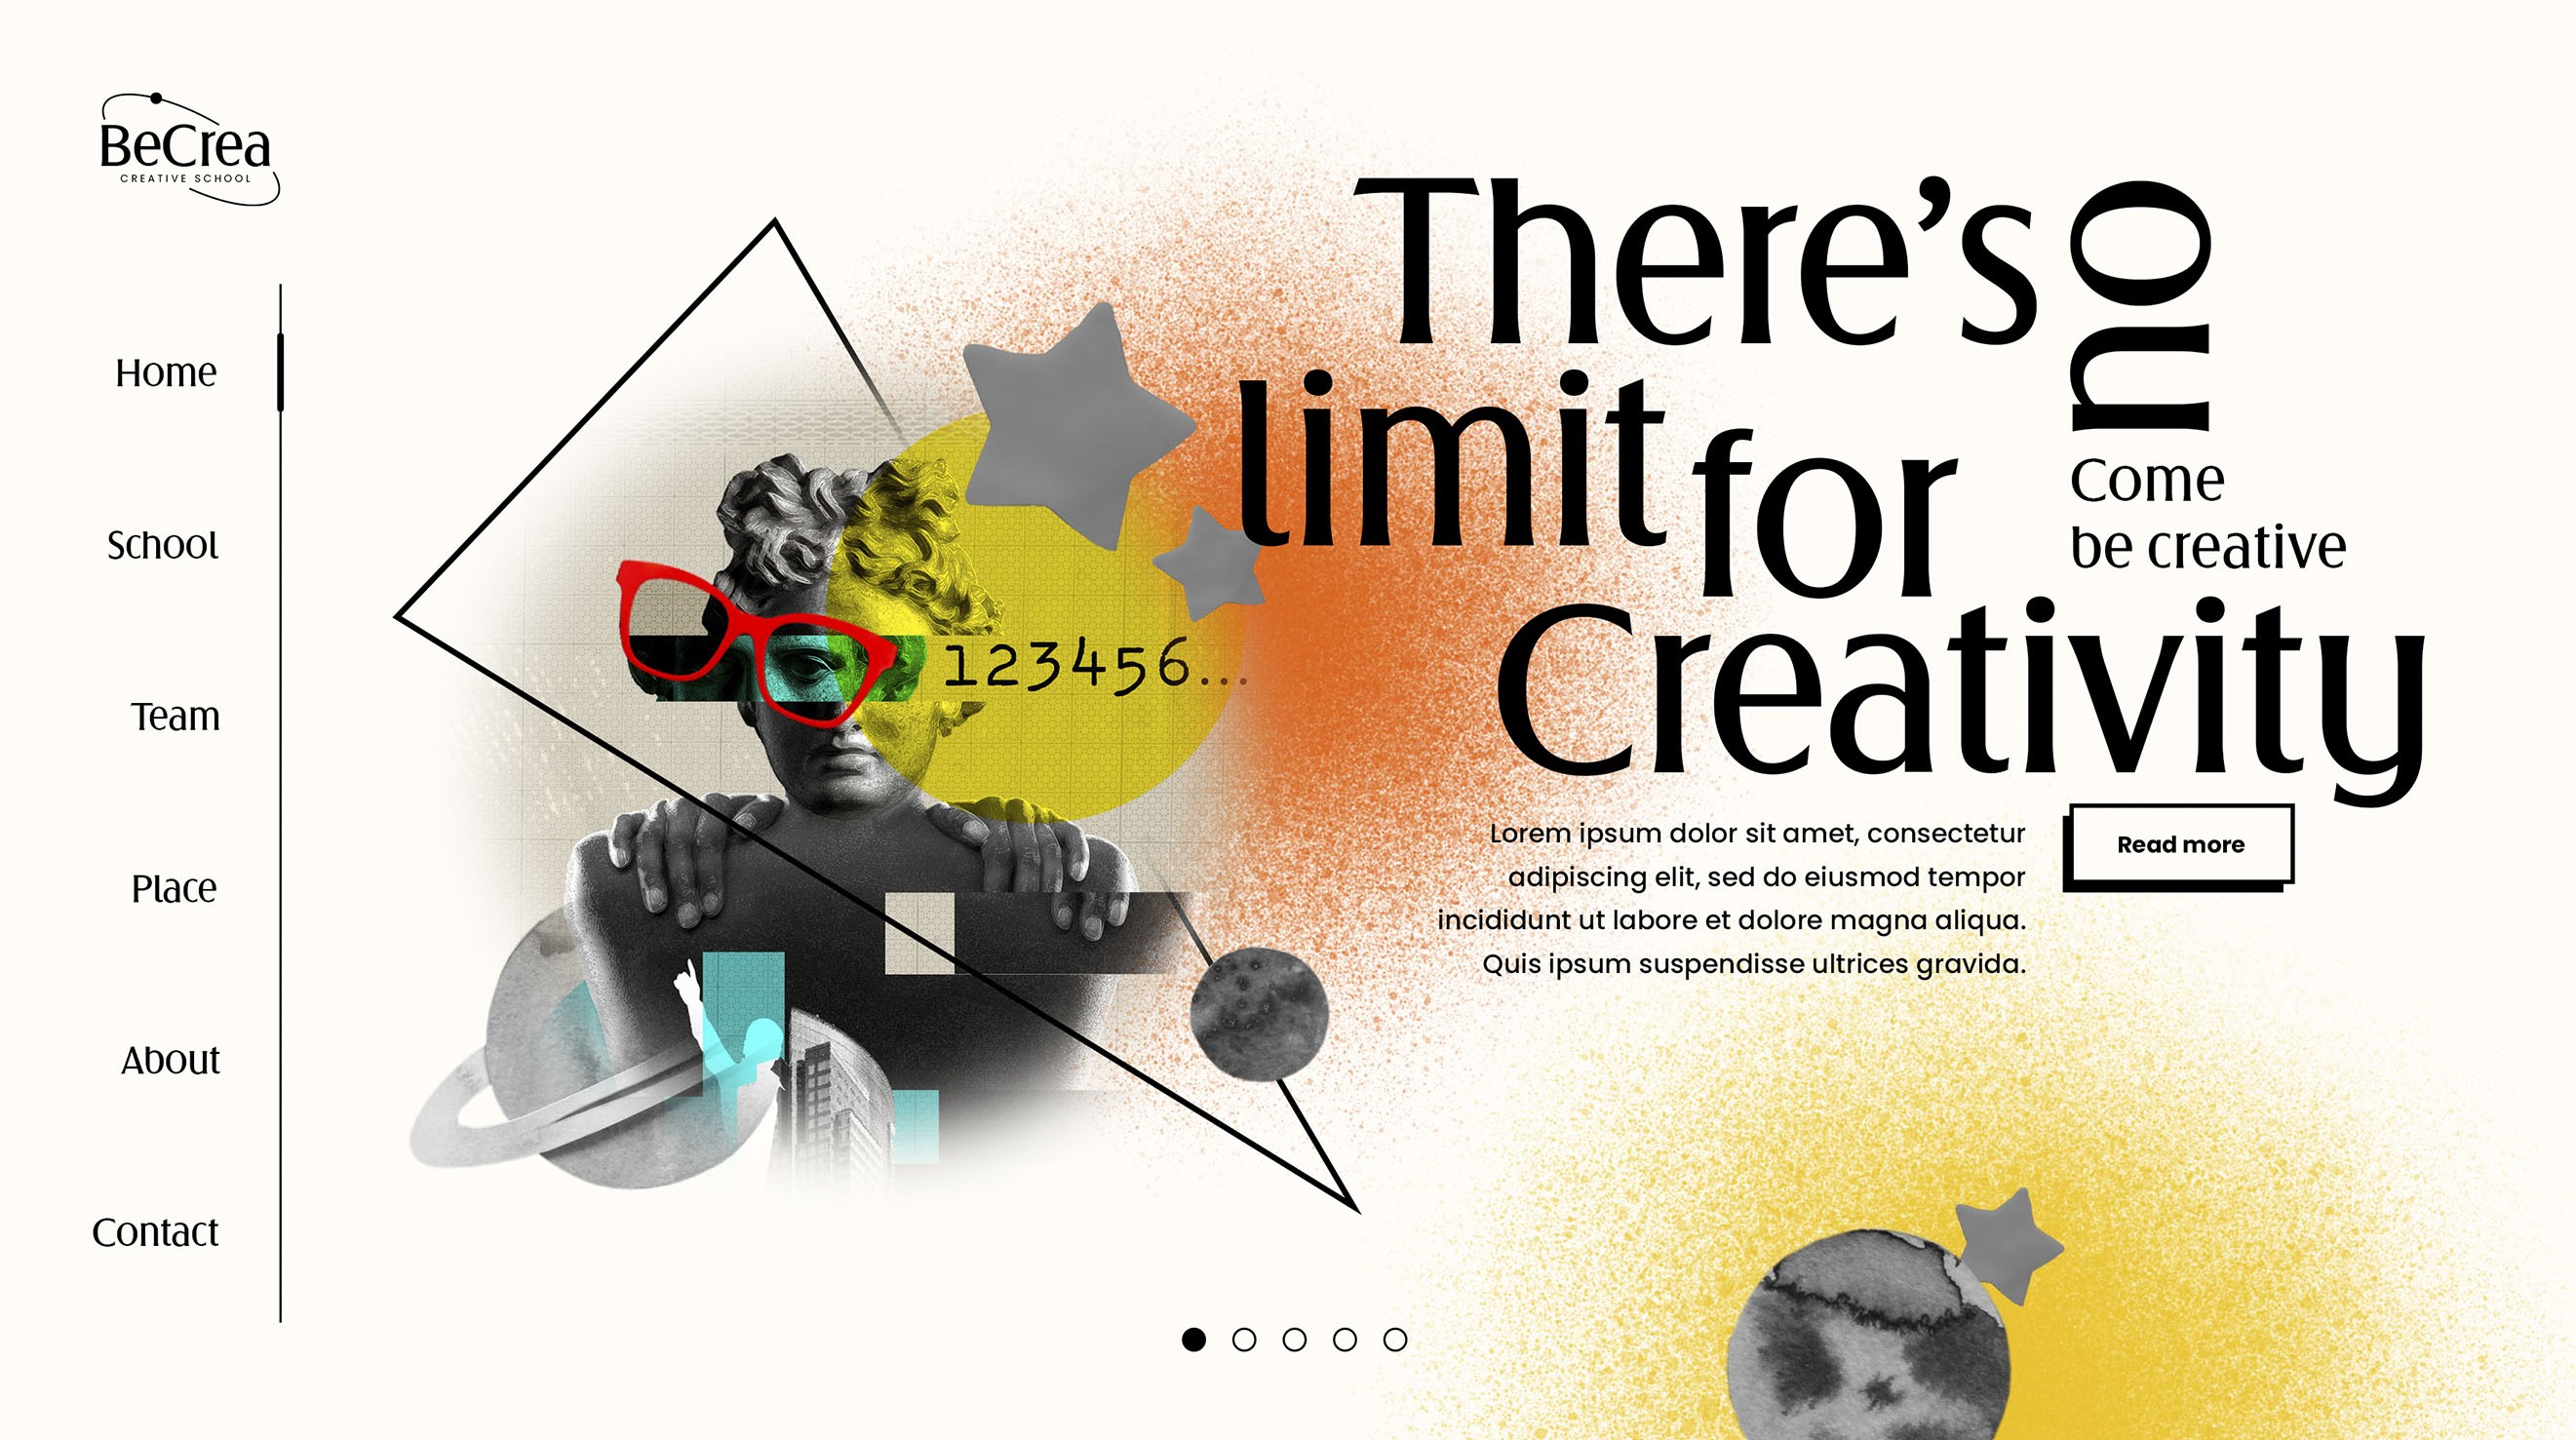 BeCrea
CREATIVE SCHOOL
Home
School
Team
Place
About
Contact
123456...
There’s no
limit for
Creativity
Come
be creative
Lorem ipsum dolor sit amet, consectetur
adipiscing elit, sed do eiusmod tempor
incididunt ut labore et dolore magna aliqua.
Quis ipsum suspendisse ultrices gravida.
Read more